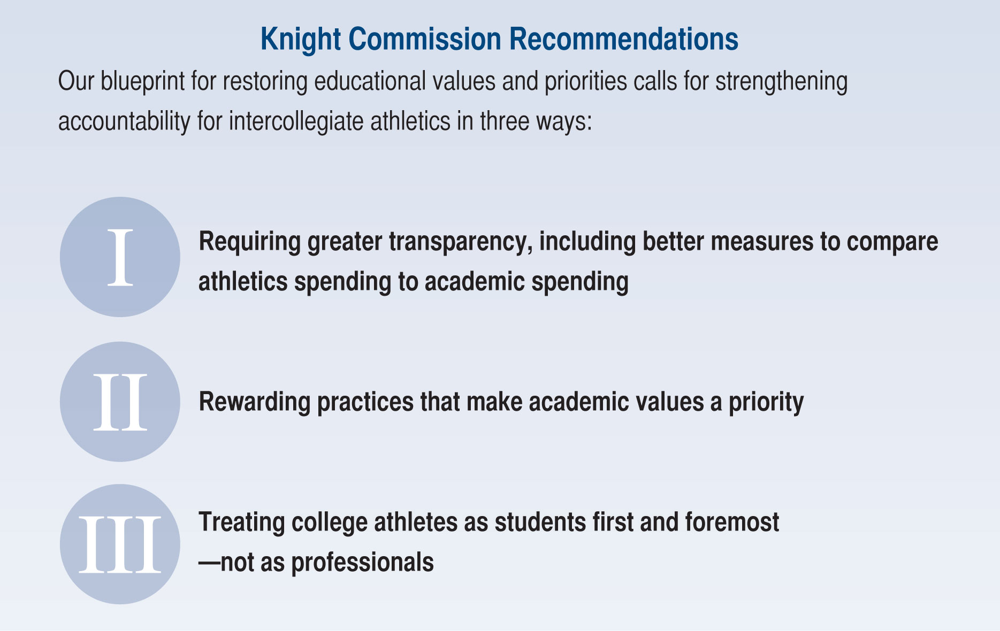 Knight Commission Recommendations
Our blueprint for restoring educational values and priorities calls for strengthening
accountability for intercollegiate athletics in three ways:
I
Requiring greater transparency, including better measures to compare
athletics spending to academic spending
II
Rewarding practices that make academic values a priority
III
Treating college athletes as students first and foremost
—not as professionals